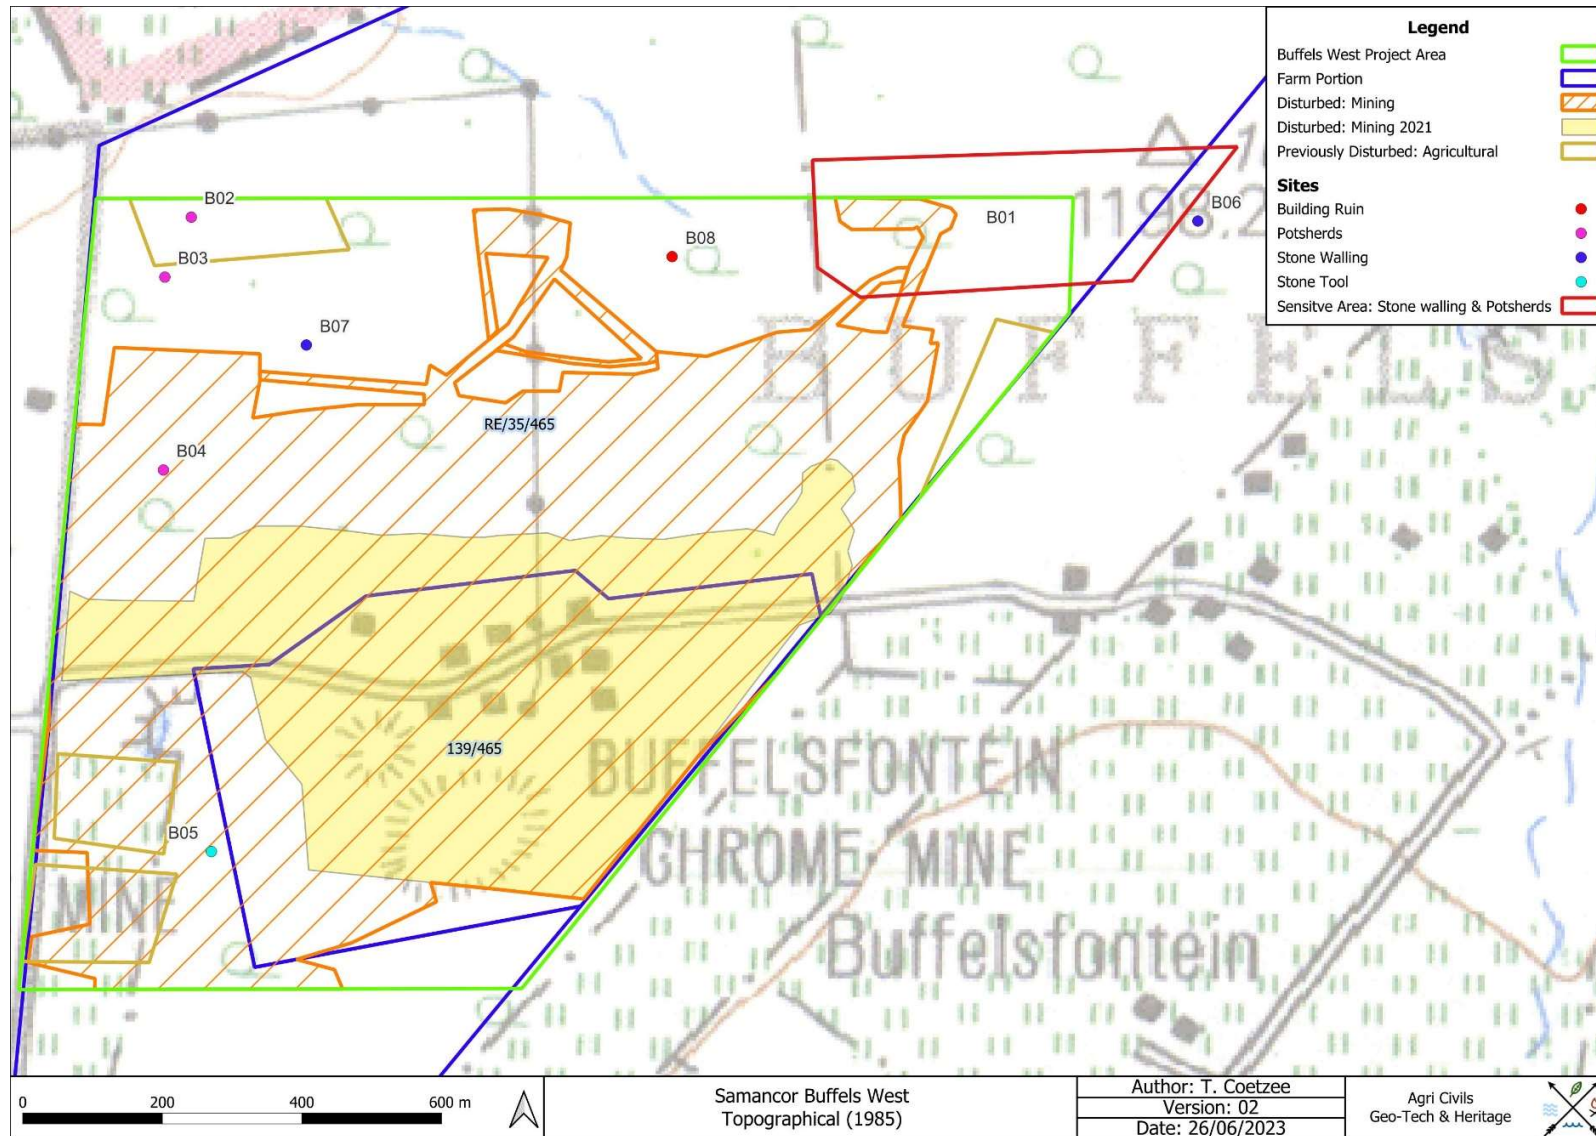 Legend
Buffels West Project Area
Farm Portion
Disturbed: Mining
Disturbed: Mining 2021
Previously Disturbed: Agricultural
Sites
Building Ruin
Potsherds
Stone Walling
Stone Tool
Sensitve Area: Stone walling & Potsherds
B02
B01
B06
1198,2
B03
B08
B07
BUFFELS
RE/35/465
B04
139/465
BUFFELSFONTEIN
B05
CHROME MINE
MINE
Buffelsfontein
0 200 400 600 m
Samancor Buffels West
Topographical (1985)
Author: T. Coetzee
Version: 02
Date: 26/06/2023
Agri Civils
Geo-Tech & Heritage